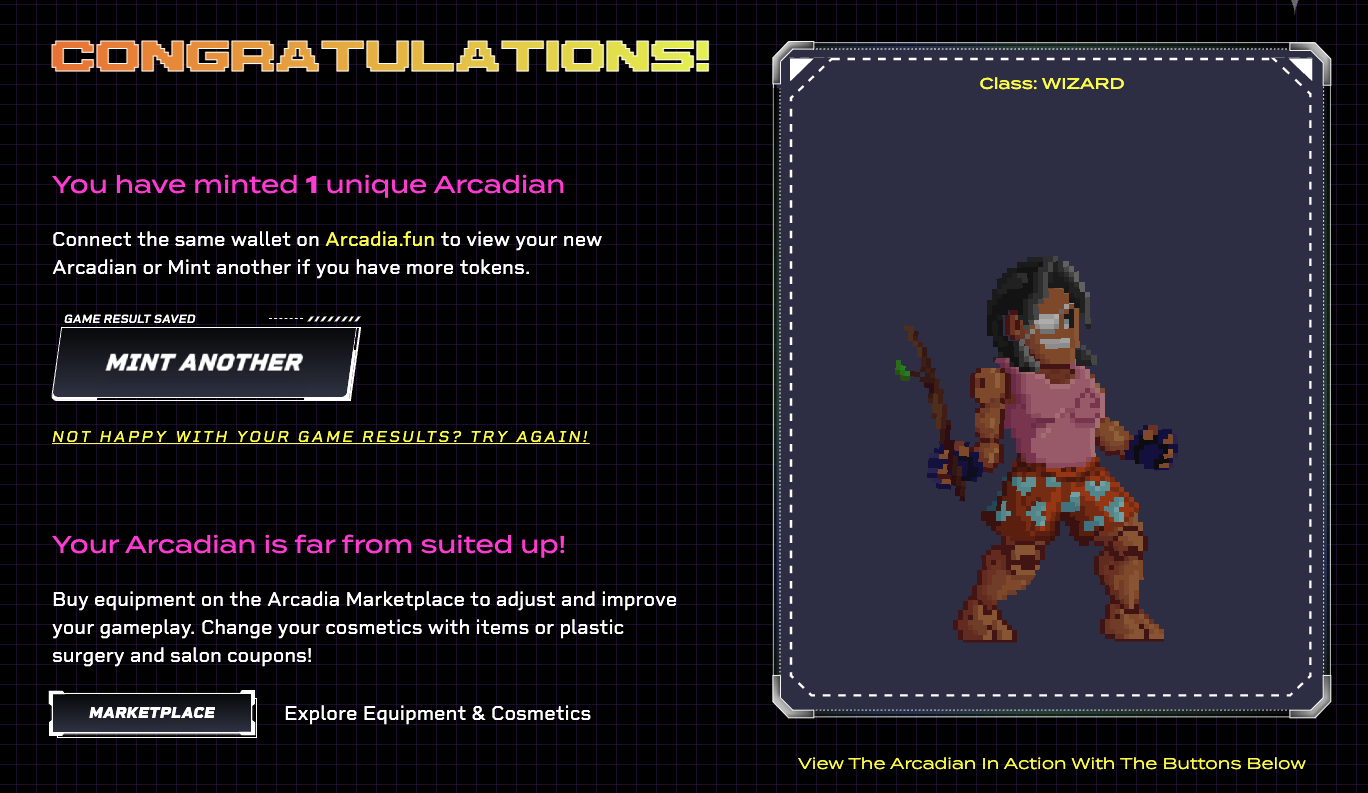 CONGRATULATIONS!
Class: WIZARD
You have minted 1 unique Arcadian
Connect the same wallet on Arcadia.fun to view your new
Arcadian or Mint another if you have more tokens.
GAME RESULT SAVED
MINT ANOTHER
NOT HAPPY WITH YOUR GAME RESULTS? TRY AGAIN!
Your Arcadian is far from suited up!
Buy equipment on the Arcadia Marketplace to adjust and improve
your gameplay. Change your cosmetics with items or plastic
surgery and salon coupons!
MARKETPLACE
Explore Equipment & Cosmetics
View The Arcadian In Action With The Buttons Below